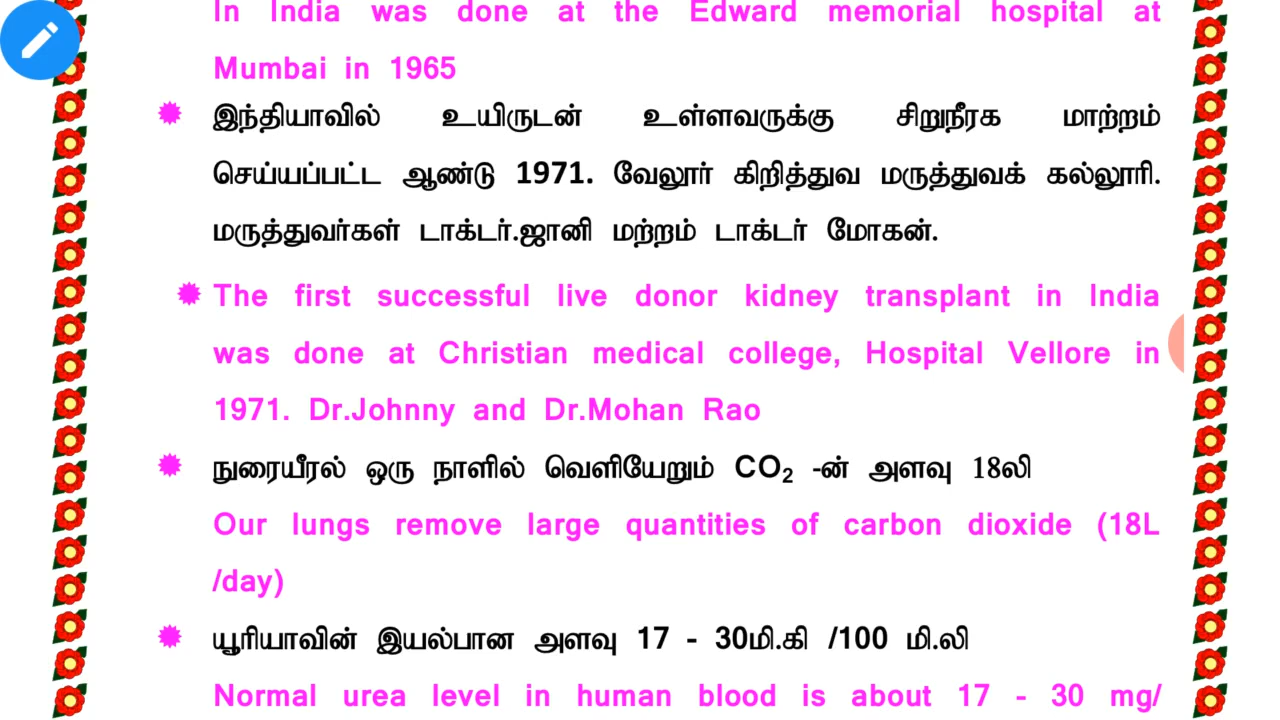 In India was done at the Edward memorial hospital at
Mumbai in 1965
இந்தியாவில் உயிருடன் உள்ளவருக்கு சிறுநீரக மாற்றம்
செய்யப்பட்ட ஆண்டு 1971. வேலூர் கிறித்துவ மருத்துவக் கல்லூரி.
மருத்துவர்கள் டாக்டர்.ஜானி மற்றம் டாக்டர் மோகன்.
The first successful live donor kidney transplant in India
was done at Christian medical college, Hospital Vellore in
1971. Dr.Johnny and Dr.Mohan Rao
நுரையீரல் ஒரு நாளில் வெளியேறும் CO₂ -ன் அளவு 18லி
Our lungs remove large quantities of carbon dioxide (18L
/day)
யூரியாவின் இயல்பான அளவு 17 - 30மி.கி /100 மி.லி
Normal urea level in human blood is about 17 - 30 mg/